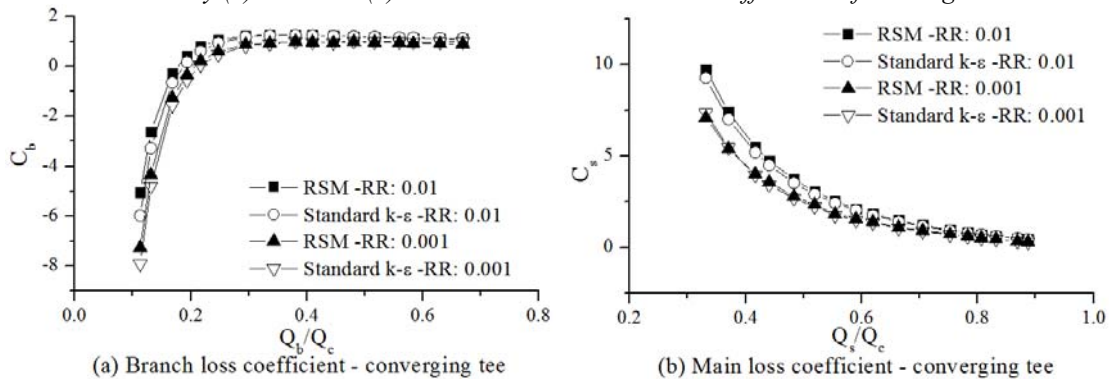 2
0
-2
-4
-6
-8
C_b
0.0
0.2
0.4
0.6
0.8
Q_b/Q_c
RSM -RR: 0.01
Standard k-ε -RR: 0.01
RSM -RR: 0.001
Standard k-ε -RR: 0.001
(a) Branch loss coefficient - converging tee
10
5
0
C_s
0.2
0.4
0.6
0.8
1.0
Q_s/Q_c
RSM -RR: 0.01
Standard k-ε -RR: 0.01
RSM -RR: 0.001
Standard k-ε -RR: 0.001
(b) Main loss coefficient - converging tee